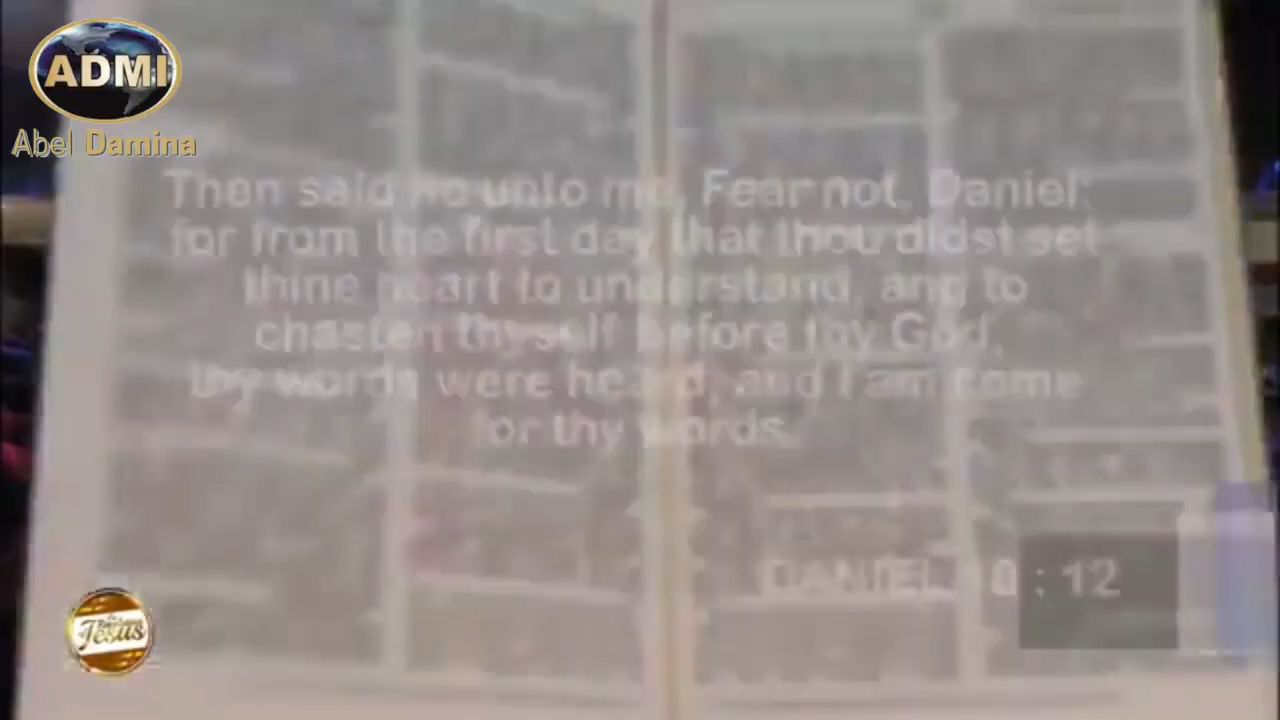 ADMI
Abel Damina
Then said he unto me, Fear not, Daniel:
for from the first day that thou didst set
thine heart to understand, and to
chasten thyself before thy God,
thy words were heard, and I am come
for thy words.
DANIEL 10 : 12
Jesus